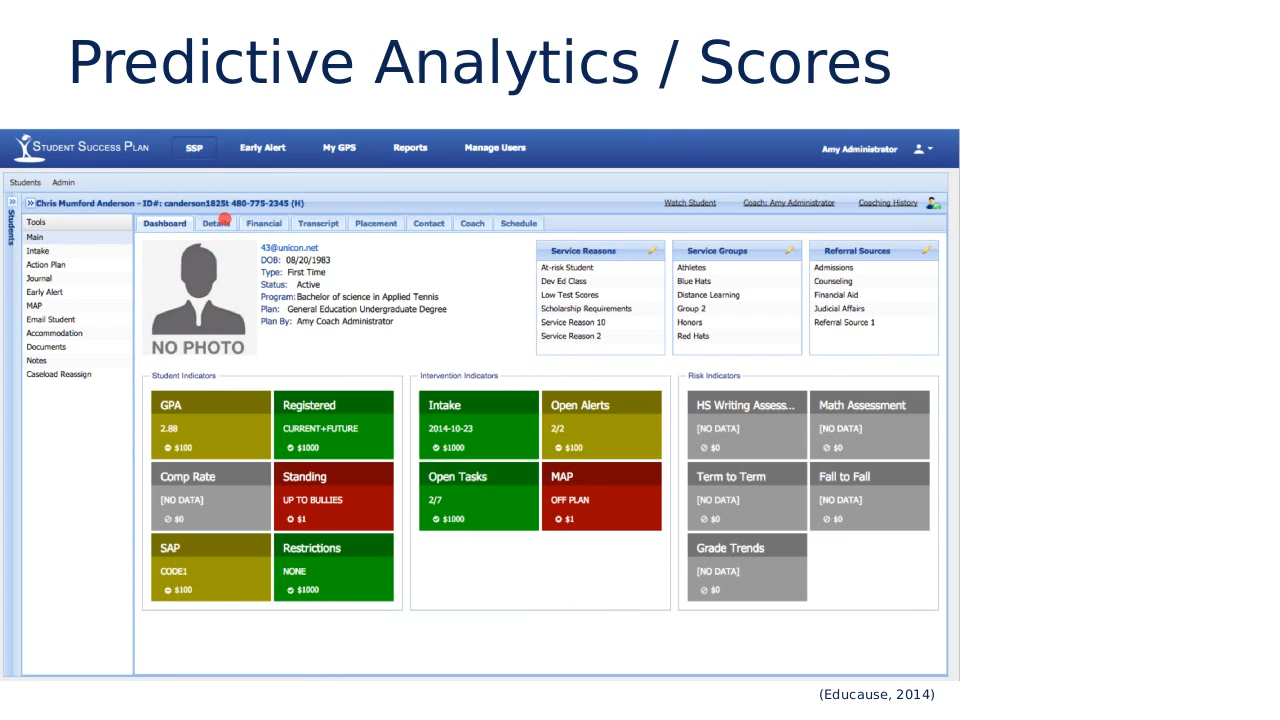 Predictive Analytics / Scores
STUDENT SUCCESS PLAN
SSP Early Alert My GPS Reports Manage Users Amy Administrator
Students Admin
Chris Mumford Anderson - ID#: canderson1825t 480-775-2345 (H) Watch Student Coach: Amy Administrator Coaching History
Students
Tools
Main
Intake
Action Plan
Journal
Early Alert
MAP
Email Student
Accommodation
Documents
Notes
Caseload Reassign
Dashboard Details Financial Transcript Placement Contact Coach Schedule
NO PHOTO
43@unicon.net
DOB: 08/20/1983
Type: First Time
Status: Active
Program: Bachelor of science in Applied Tennis
Plan: General Education Undergraduate Degree
Plan By: Amy Coach Administrator
Service Reasons
At-risk Student
Dev Ed Class
Low Test Scores
Scholarship Requirements
Service Reason 10
Service Reason 2
Service Groups
Athletes
Blue Hats
Distance Learning
Group 2
Honors
Red Hats
Referral Sources
Admissions
Counseling
Financial Aid
Judicial Affairs
Referral Source 1
Student Indicators
GPA
2.88
$100
Registered
CURRENT+FUTURE
$1000
Comp Rate
[NO DATA]
$0
Standing
UP TO BULLIES
$1
SAP
CODE1
$100
Restrictions
NONE
$1000
Intervention Indicators
Intake
2014-10-23
$1000
Open Alerts
2/2
$100
Open Tasks
2/7
$1000
MAP
OFF PLAN
$1
Risk Indicators
HS Writing Assess...
[NO DATA]
$0
Math Assessment
[NO DATA]
$0
Term to Term
[NO DATA]
$0
Fall to Fall
[NO DATA]
$0
Grade Trends
[NO DATA]
$0
(Educause, 2014)